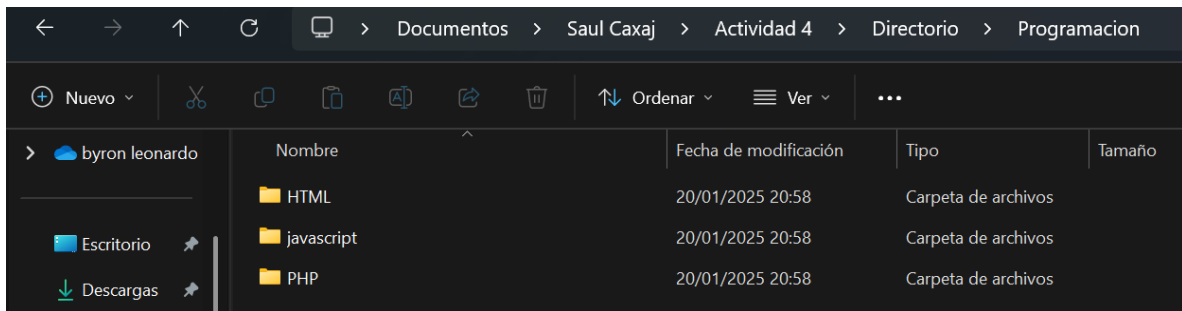 Documentos > Saul Caxaj > Actividad 4 > Directorio > Programacion
Nuevo Ordenar Ver
byron leonardo
Nombre Fecha de modificación Tipo Tamaño
HTML 20/01/2025 20:58 Carpeta de archivos
Escritorio
javascript 20/01/2025 20:58 Carpeta de archivos
Descargas
PHP 20/01/2025 20:58 Carpeta de archivos